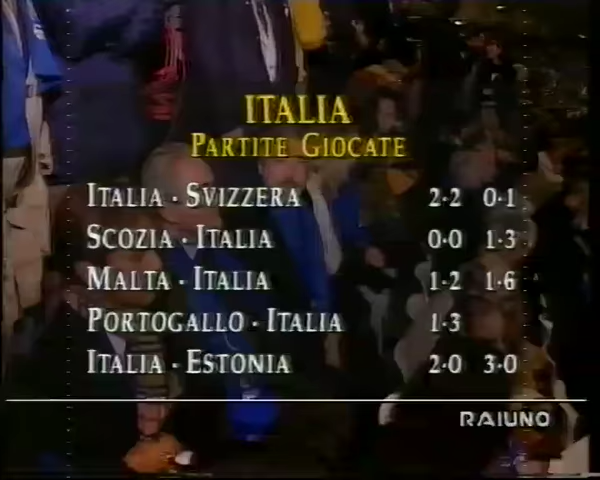 ITALIA
PARTITE GIOCATE
ITALIA · SVIZZERA 2·2 0·1
SCOZIA · ITALIA 0·0 1·3
MALTA · ITALIA 1·2 1·6
PORTOGALLO · ITALIA 1·3
ITALIA · ESTONIA 2·0 3·0
RAIUNO